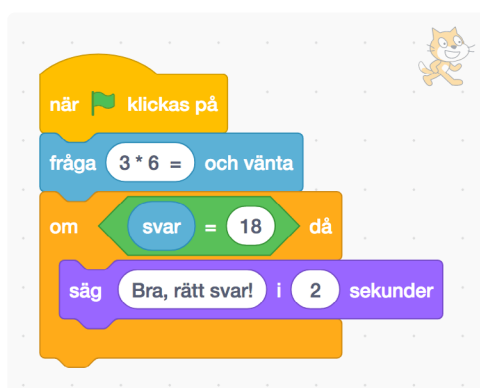 när klickas på
fråga 3 * 6 = och vänta
om svar = 18 då
säg Bra, rätt svar! i 2 sekunder